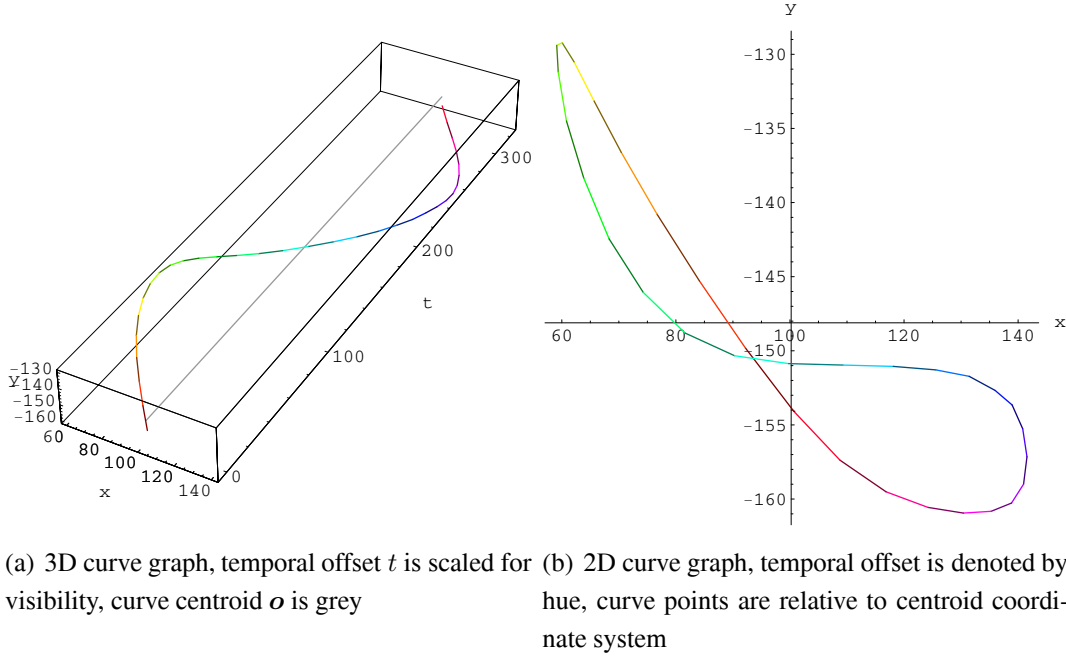 300
200
t
100
0
-130
y
-140
-150
-160
60
80
100
120
140
x
y
-130
-135
-140
-145
x
60
80
100
120
140
-150
-155
-160
(a) 3D curve graph, temporal offset t is scaled for
visibility, curve centroid o is grey
(b) 2D curve graph, temporal offset is denoted by
hue, curve points are relative to centroid coordi-
nate system